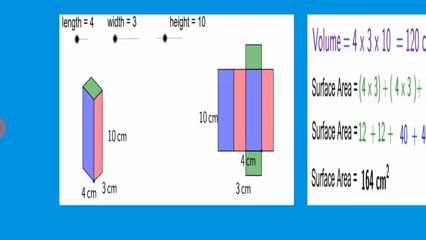 length = 4 width = 3 height = 10
10 cm
4 cm 3 cm
10 cm
4 cm
3 cm
Volume = 4 x 3 x 10 = 120 c
Surface Area = (4 x 3) + ( 4 x 3 ) +
Surface Area = 12 + 12 + 40 + 4
Surface Area = 164 cm²